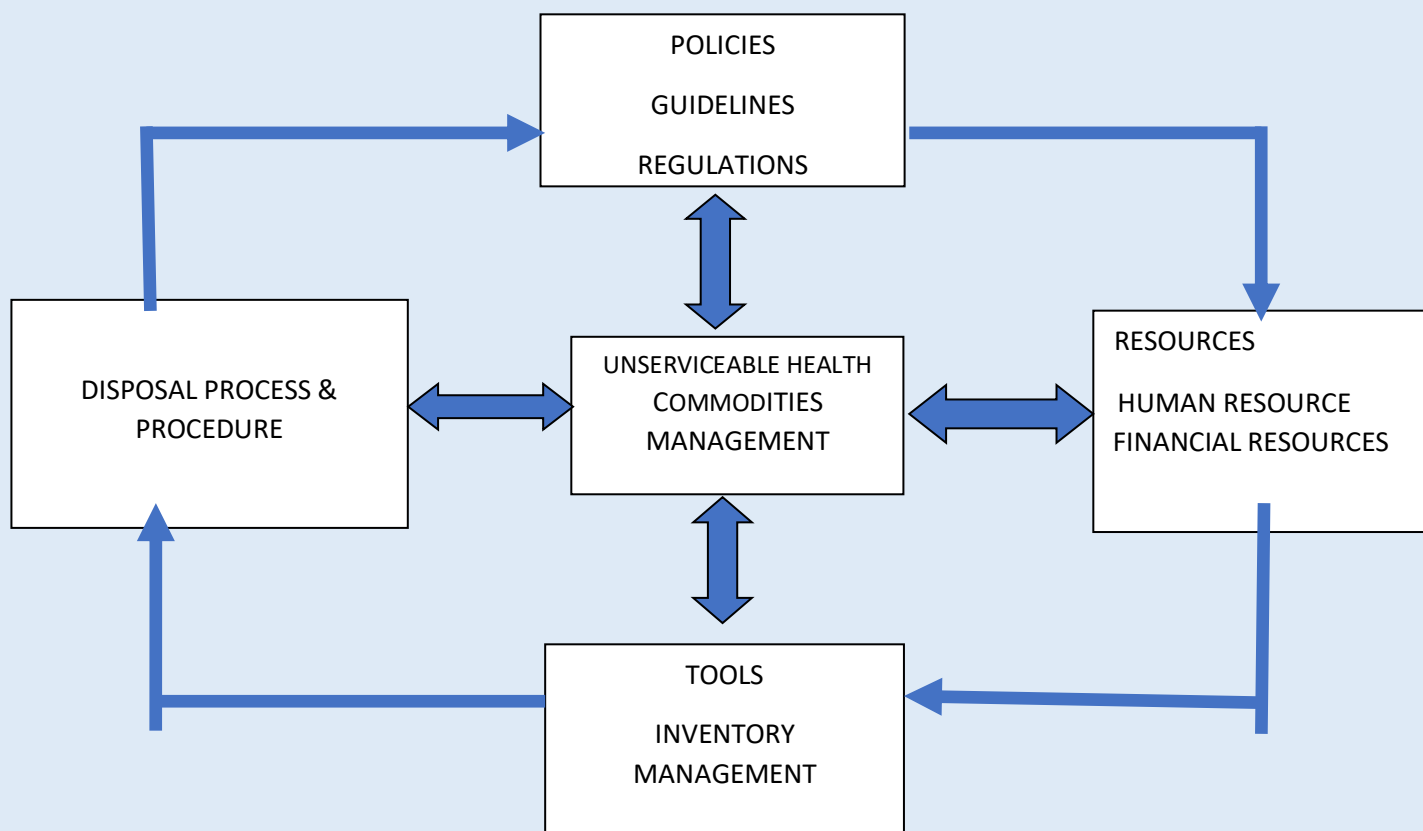 POLICIES
GUIDELINES
REGULATIONS
DISPOSAL PROCESS &
PROCEDURE
UNSERVICEABLE HEALTH
COMMODITIES
MANAGEMENT
RESOURCES
HUMAN RESOURCE
FINANCIAL RESOURCES
TOOLS
INVENTORY
MANAGEMENT